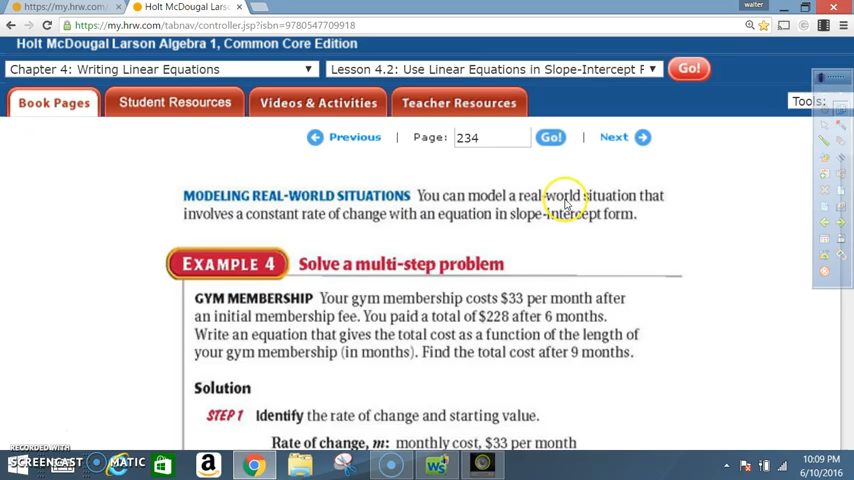 https://my.hrw.com/tabna
Holt McDougal Lars
walter
https://my.hrw.com/tabnav/controller.jsp?isbn=9780547709918
Holt McDougal Larson Algebra 1, Common Core Edition
Chapter 4: Writing Linear Equations
Lesson 4.2: Use Linear Equations in Slope-Intercept F
Go!
Book Pages
Student Resources
Videos & Activities
Teacher Resources
Tools:
Previous | Page: 234 Go! | Next
MODELING REAL-WORLD SITUATIONS You can model a real-world situation that
involves a constant rate of change with an equation in slope-intercept form.
EXAMPLE 4 Solve a multi-step problem
GYM MEMBERSHIP Your gym membership costs $33 per month after
an initial membership fee. You paid a total of $228 after 6 months.
Write an equation that gives the total cost as a function of the length of
your gym membership (in months). Find the total cost after 9 months.
Solution
STEP 1 Identify the rate of change and starting value.
Rate of change, m: monthly cost, $33 per month
RECORDED WITH
SCREENCAST MATIC
10:09 PM
6/10/2016